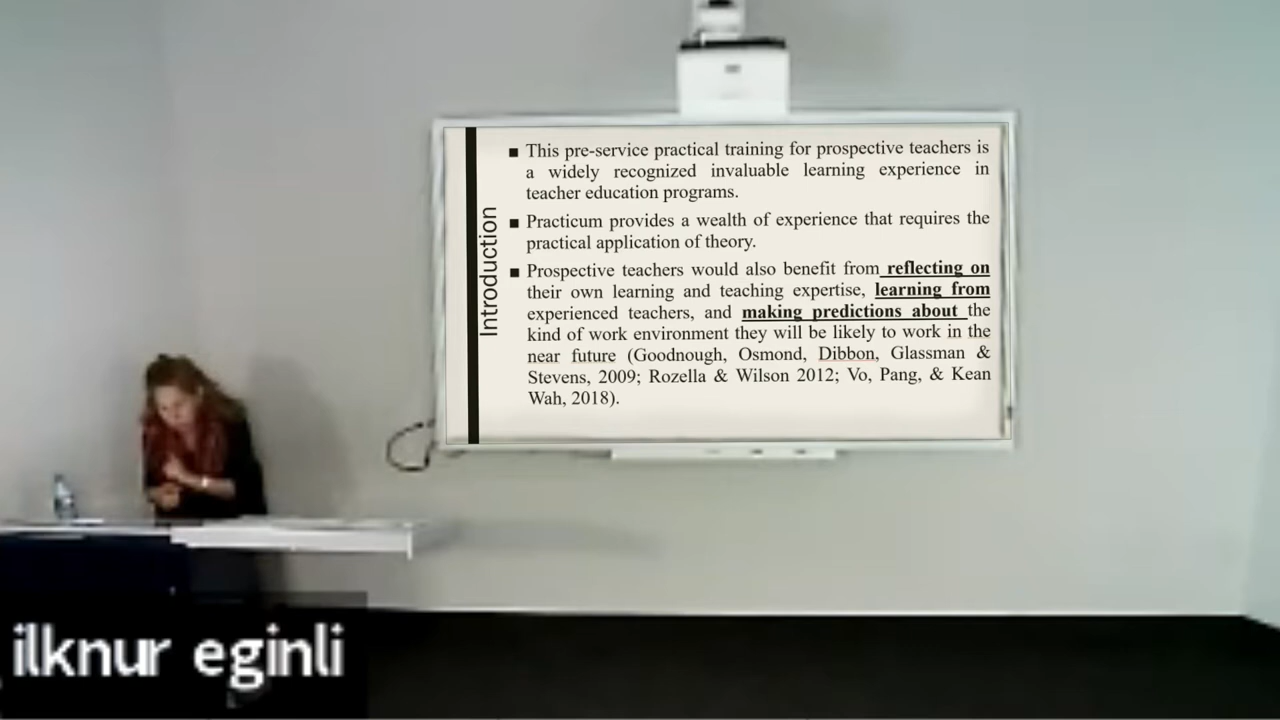 Introduction
■ This pre-service practical training for prospective teachers is
a widely recognized invaluable learning experience in
teacher education programs.
■ Practicum provides a wealth of experience that requires the
practical application of theory.
■ Prospective teachers would also benefit from reflecting on
their own learning and teaching expertise, learning from
experienced teachers, and making predictions about the
kind of work environment they will be likely to work in the
near future (Goodnough, Osmond, Dibbon, Glassman &
Stevens, 2009; Rozella & Wilson 2012; Vo, Pang, & Kean
Wah, 2018).
ilknur eginli